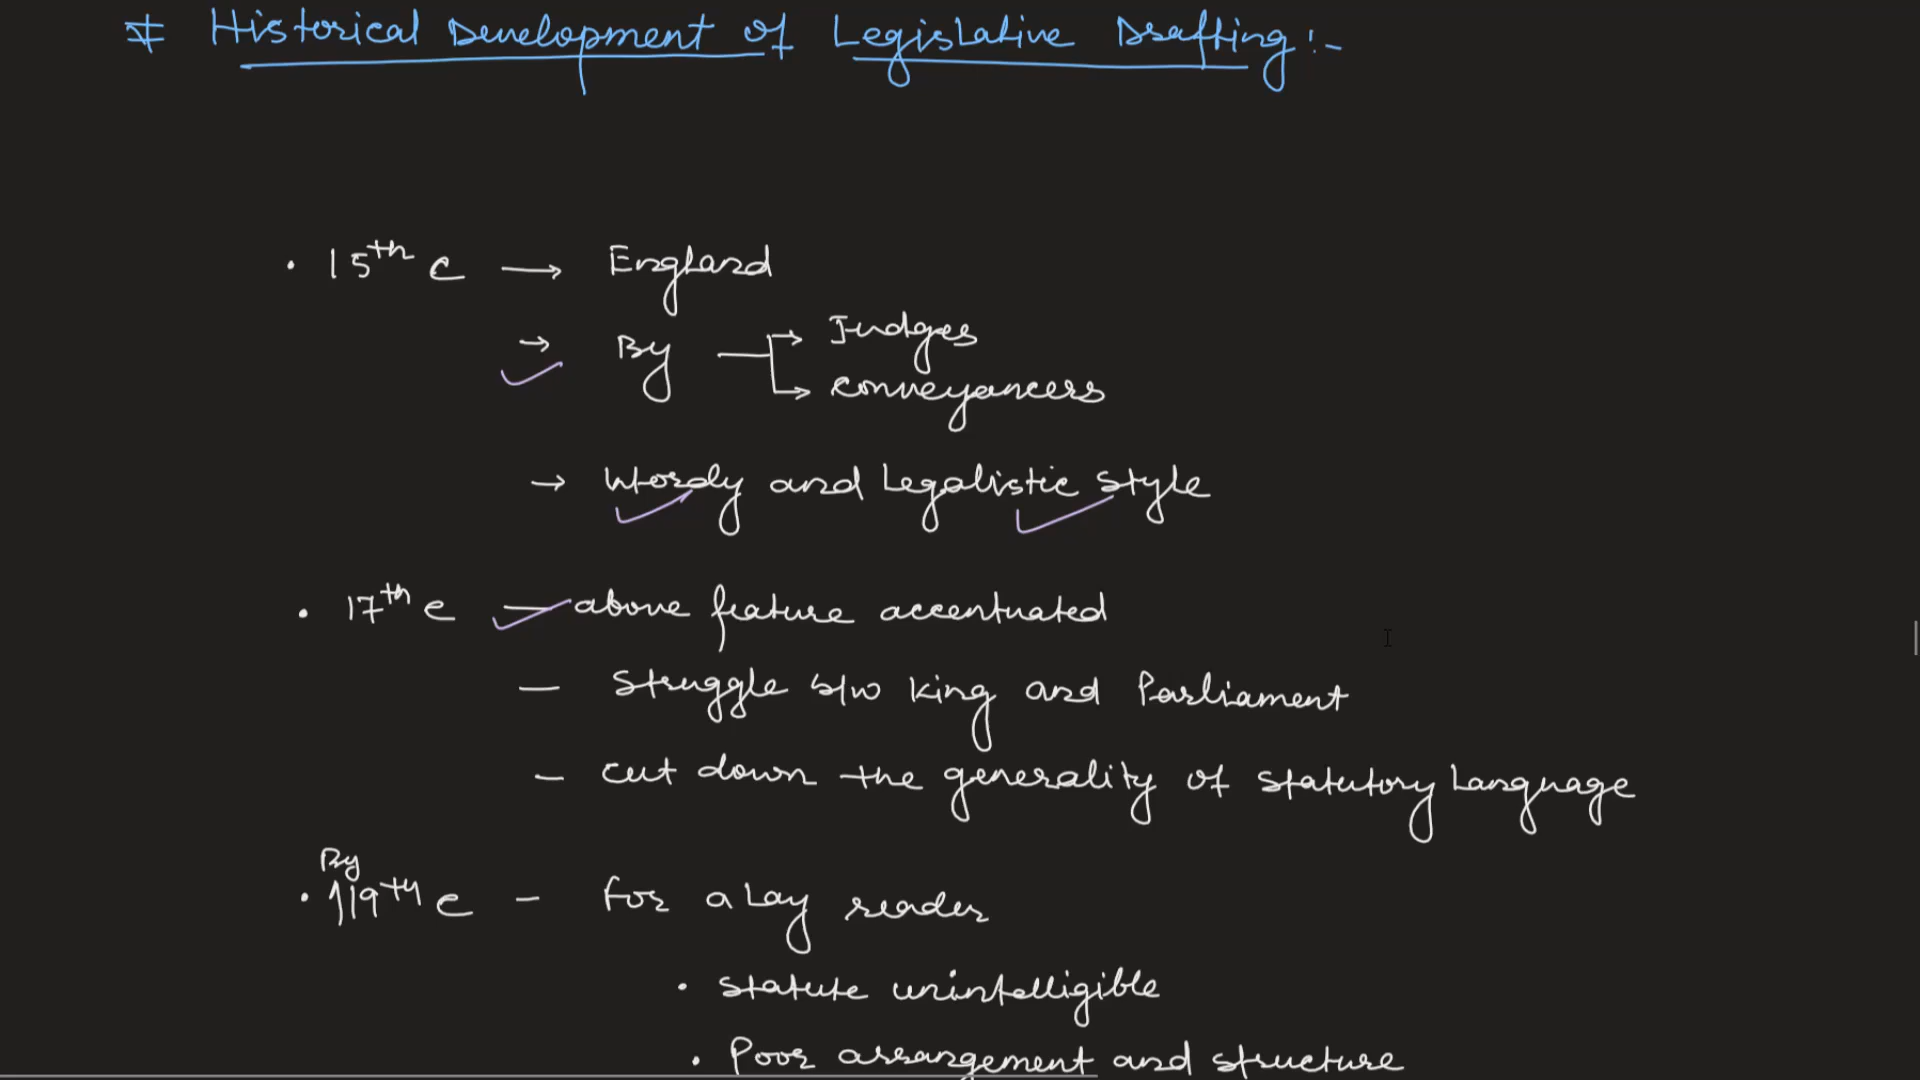 # Historical Development of Legislative Drafting:-
• 15th C → England
→ By → Judges
→ conveyancers
→ Wordy and Legalistic style
• 17th C — above feature accentuated
— Struggle b/w King and Parliament
— cut down the generality of statutory Language
By
• 19th C — for a Lay reader
• statute unintelligible
• Poor arrangement and structure